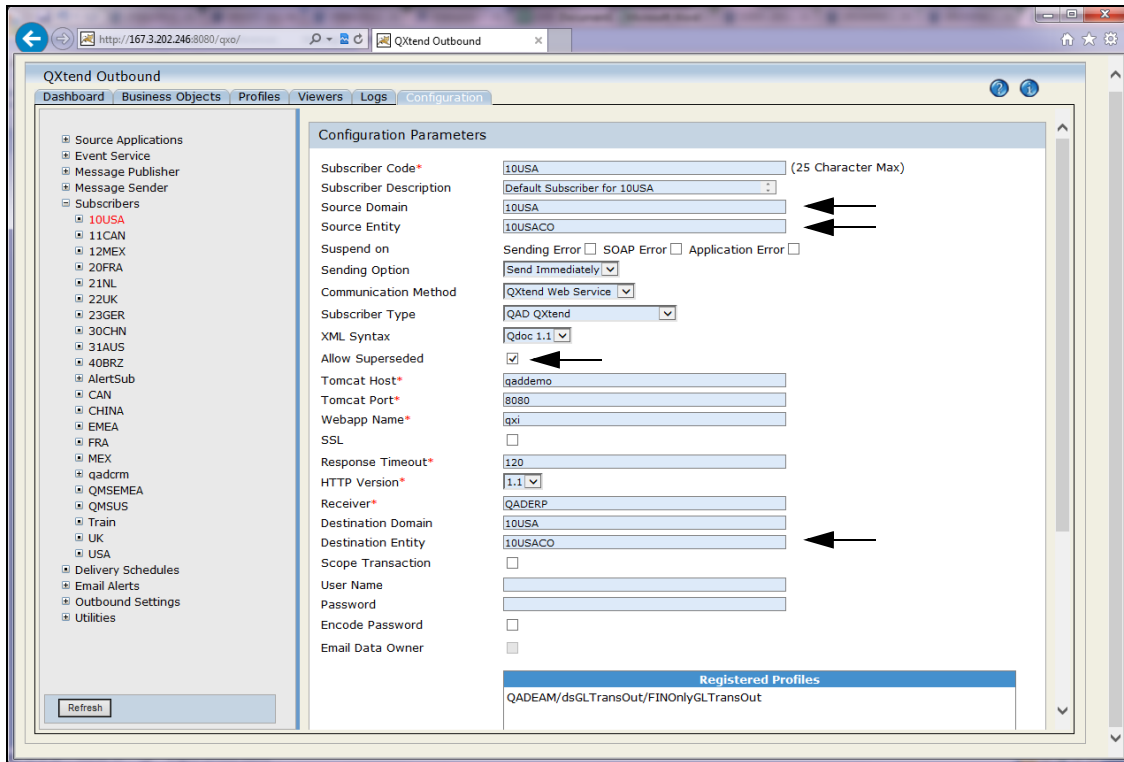 http://167.3.202.246:8080/qxo/
QXtend Outbound
QXtend Outbound
Dashboard Business Objects Profiles Viewers Logs Configuration
Source Applications
Event Service
Message Publisher
Message Sender
Subscribers
10USA
11CAN
12MEX
20FRA
21NL
22UK
23GER
30CHN
31AUS
40BRZ
AlertSub
CAN
CHINA
EMEA
FRA
MEX
qadcrm
QMSEMEA
QMSUS
Train
UK
USA
Delivery Schedules
Email Alerts
Outbound Settings
Utilities
Refresh
Configuration Parameters
Subscriber Code* 10USA (25 Character Max)
Subscriber Description Default Subscriber for 10USA
Source Domain 10USA
Source Entity 10USACO
Suspend on Sending Error SOAP Error Application Error
Sending Option Send Immediately
Communication Method QXtend Web Service
Subscriber Type QAD QXtend
XML Syntax Qdoc 1.1
Allow Superseded
Tomcat Host* qaddemo
Tomcat Port* 8080
Webapp Name* qxi
SSL
Response Timeout* 120
HTTP Version* 1.1
Receiver* QADERP
Destination Domain 10USA
Destination Entity 10USACO
Scope Transaction
User Name
Password
Encode Password
Email Data Owner
Registered Profiles
QADEAM/dsGLTransOut/FINOnlyGLTransOut